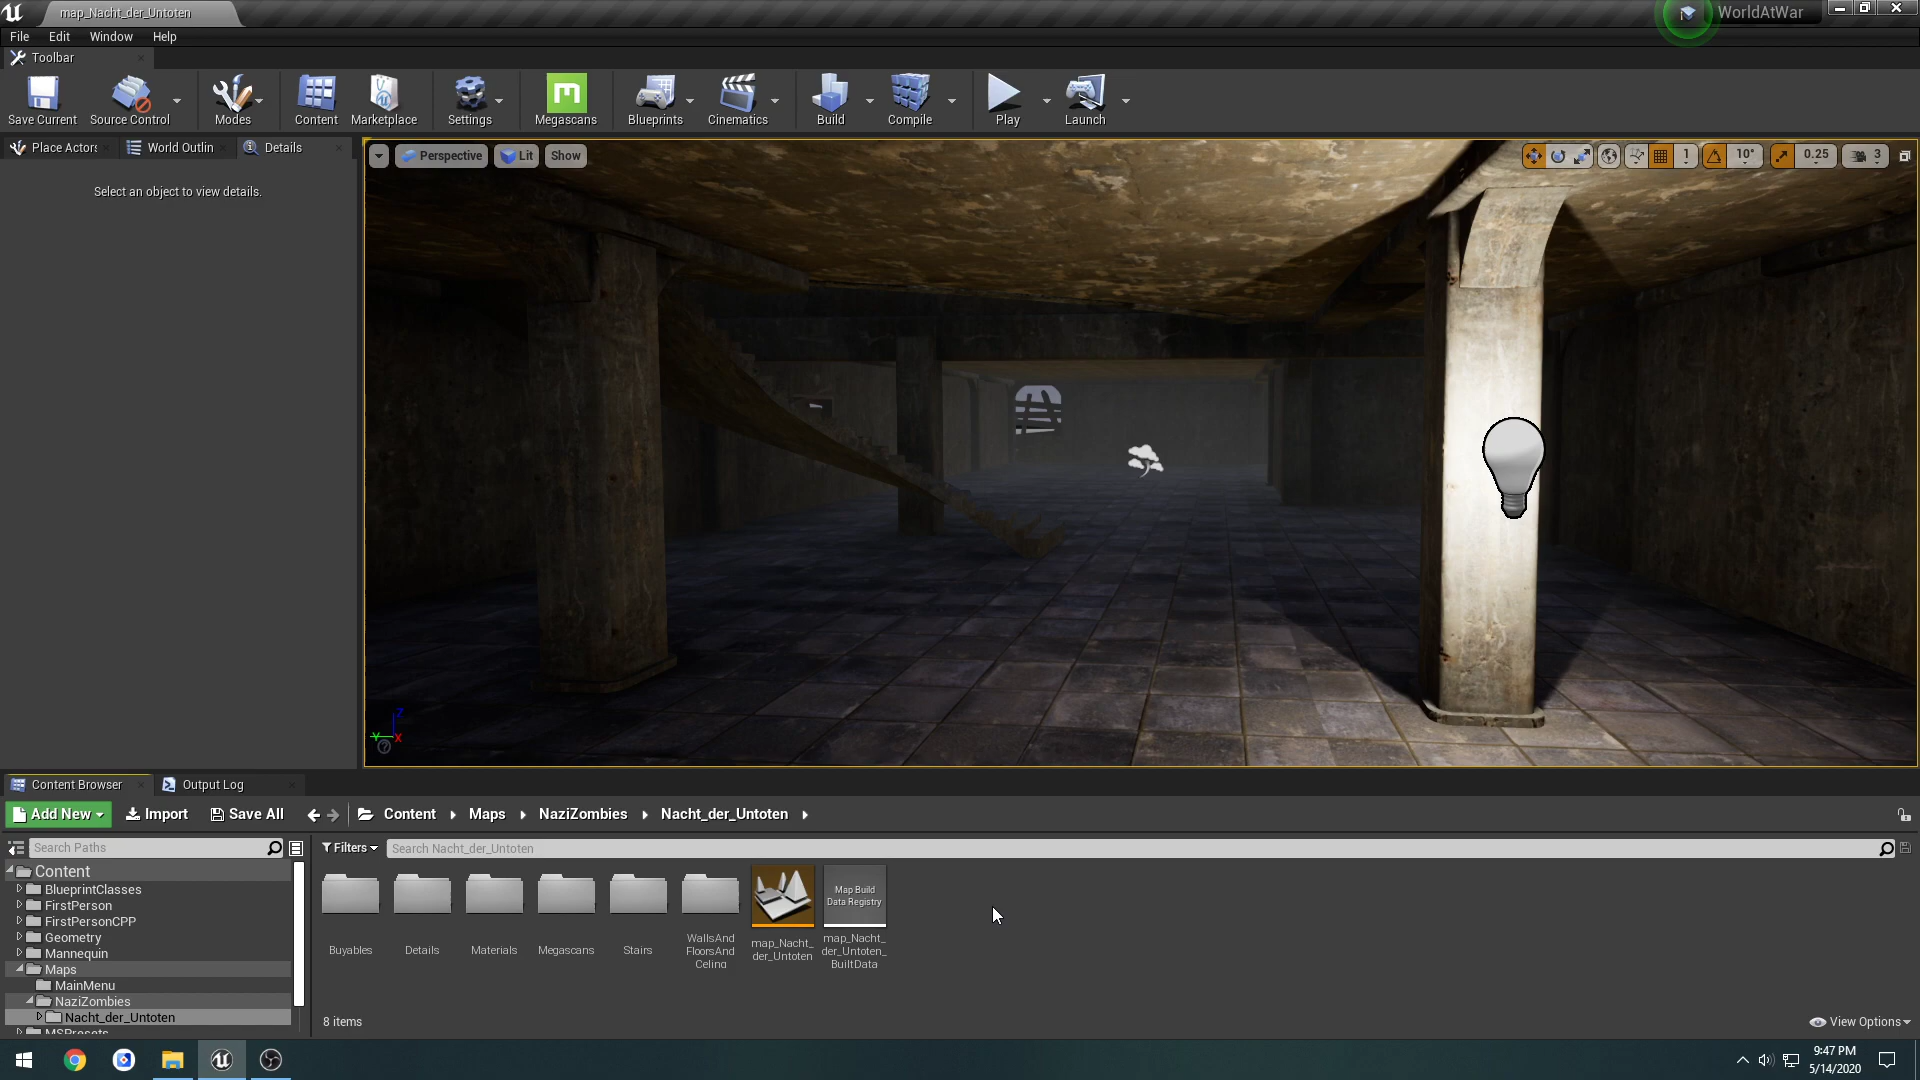 map_Nacht_der_Untoten
WorldAtWar
File Edit Window Help
Toolbar
Save Current Source Control Modes Content Marketplace Settings Megascans Blueprints Cinematics Build Compile Play Launch
Place Actors World Outlin Details
Perspective Lit Show
1 10° 0.25 3
Select an object to view details.
Z
Y X
Content Browser Output Log
Add New Import Save All Content Maps NaziZombies Nacht_der_Untoten
Search Paths
Filters Search Nacht_der_Untoten
Content
BlueprintClasses
FirstPerson
FirstPersonCPP
Geometry
Mannequin
Maps
MainMenu
NaziZombies
Nacht_der_Untoten
MSPresets
Map Build
Data Registry
Buyables
Details
Materials
Megascans
Stairs
WallsAnd
FloorsAnd
Celing
map_Nacht_
der_Untoten
map_Nacht_
der_Untoten_
BuiltData
8 items
View Options
9:47 PM
5/14/2020